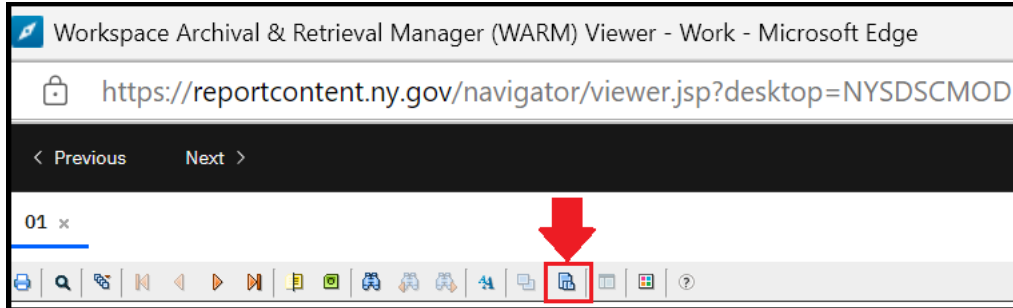 Workspace Archival & Retrieval Manager (WARM) Viewer - Work - Microsoft Edge
https://reportcontent.ny.gov/navigator/viewer.jsp?desktop=NYSDSCMOD
< Previous Next >
01 ×